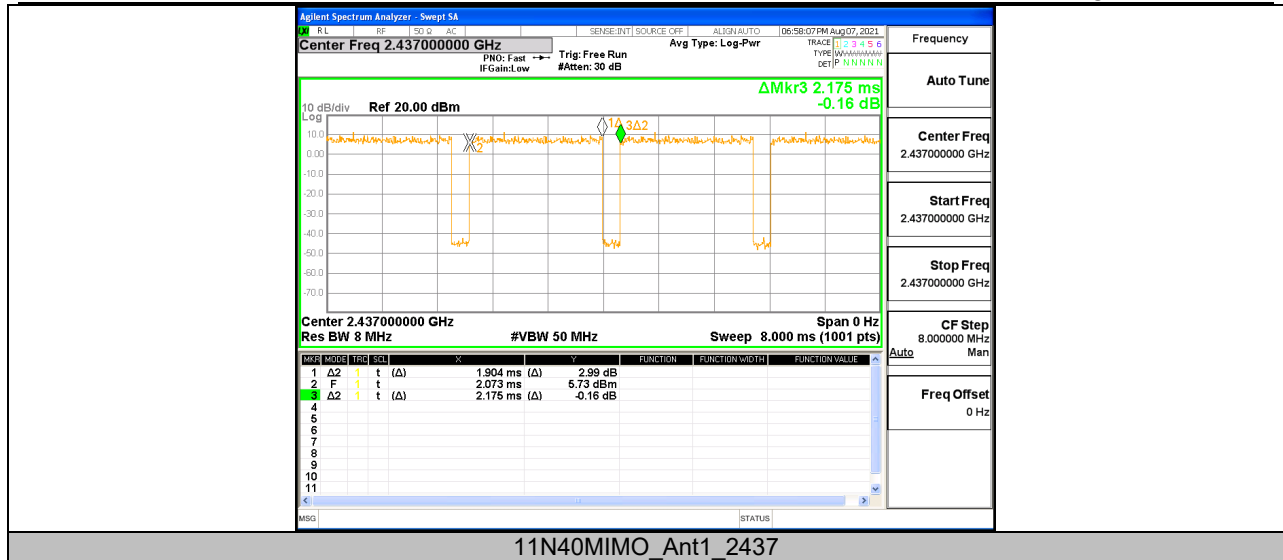 Agilent Spectrum Analyzer - Swept SA
LXI RL RF 50 Ω AC SENSE:INT SOURCE OFF ALIGNAUTO 06:58:07 PM Aug 07, 2021
Center Freq 2.437000000 GHz Avg Type: Log-Pwr TRACE 1 2 3 4 5 6
PNO: Fast Trig: Free Run TYPE
IFGain:Low #Atten: 30 dB DET P N N N N N
ΔMkr3 2.175 ms
-0.16 dB
10 dB/div Ref 20.00 dBm
Log
10.0
0.00
-10.0
-20.0
-30.0
-40.0
-50.0
-60.0
-70.0
1Δ 3Δ2
2
Center 2.437000000 GHz Span 0 Hz
Res BW 8 MHz #VBW 50 MHz Sweep 8.000 ms (1001 pts)
MKR MODE TRC SCL X Y FUNCTION FUNCTION WIDTH FUNCTION VALUE
1 Δ2 1 t (Δ) 1.904 ms (Δ) 2.99 dB
2 F 1 t 2.073 ms 5.73 dBm
3 Δ2 1 t (Δ) 2.175 ms (Δ) -0.16 dB
4
5
6
7
8
9
10
11
MSG STATUS
Frequency
Auto Tune
Center Freq
2.437000000 GHz
Start Freq
2.437000000 GHz
Stop Freq
2.437000000 GHz
CF Step
8.000000 MHz
Auto Man
Freq Offset
0 Hz
11N40MIMO_Ant1_2437